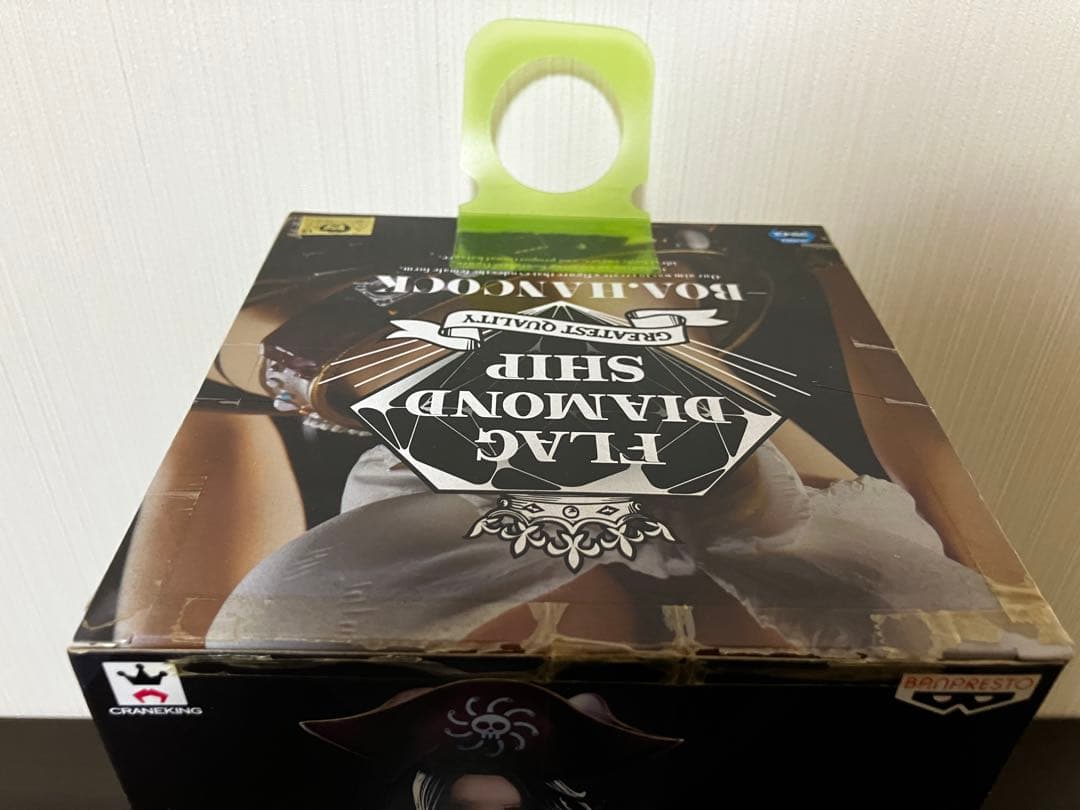 FLAG
DIAMOND
SHIP
GREATEST QUALITY
BOA.HANCOCK
CRANEKING
BANPRESTO